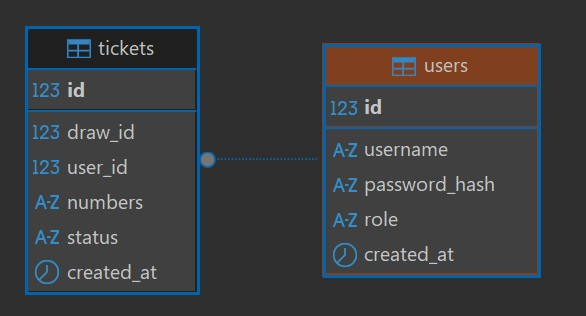 tickets
123 id
123 draw_id
123 user_id
A-Z numbers
A-Z status
created_at
users
123 id
A-Z username
A-Z password_hash
A-Z role
created_at